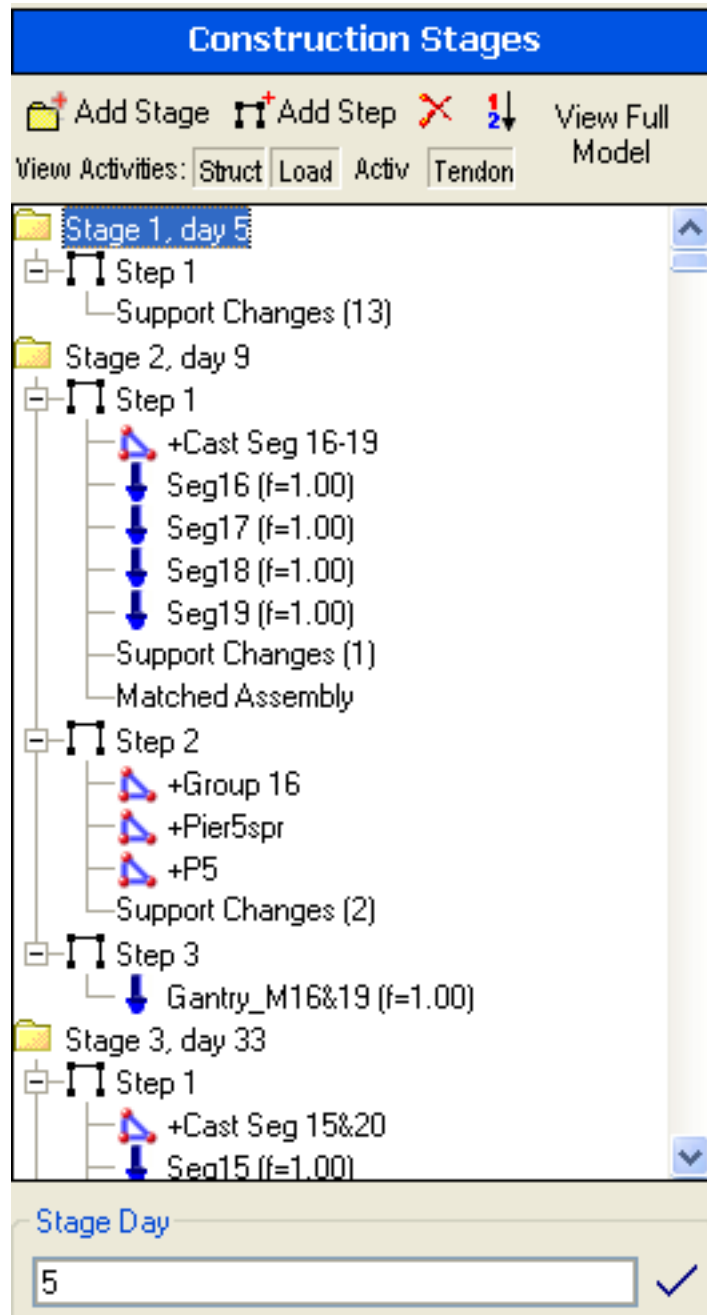 Construction Stages
Add Stage Add Step View Full Model
View Activities: Struct Load Activ Tendon
Stage 1, day 5
Step 1
Support Changes (13)
Stage 2, day 9
Step 1
+Cast Seg 16-19
Seg16 (f=1.00)
Seg17 (f=1.00)
Seg18 (f=1.00)
Seg19 (f=1.00)
Support Changes (1)
Matched Assembly
Step 2
+Group 16
+Pier5spr
+P5
Support Changes (2)
Step 3
Gantry_M16&19 (f=1.00)
Stage 3, day 33
Step 1
+Cast Seg 15&20
Seg15 (f=1.00)
Stage Day
5